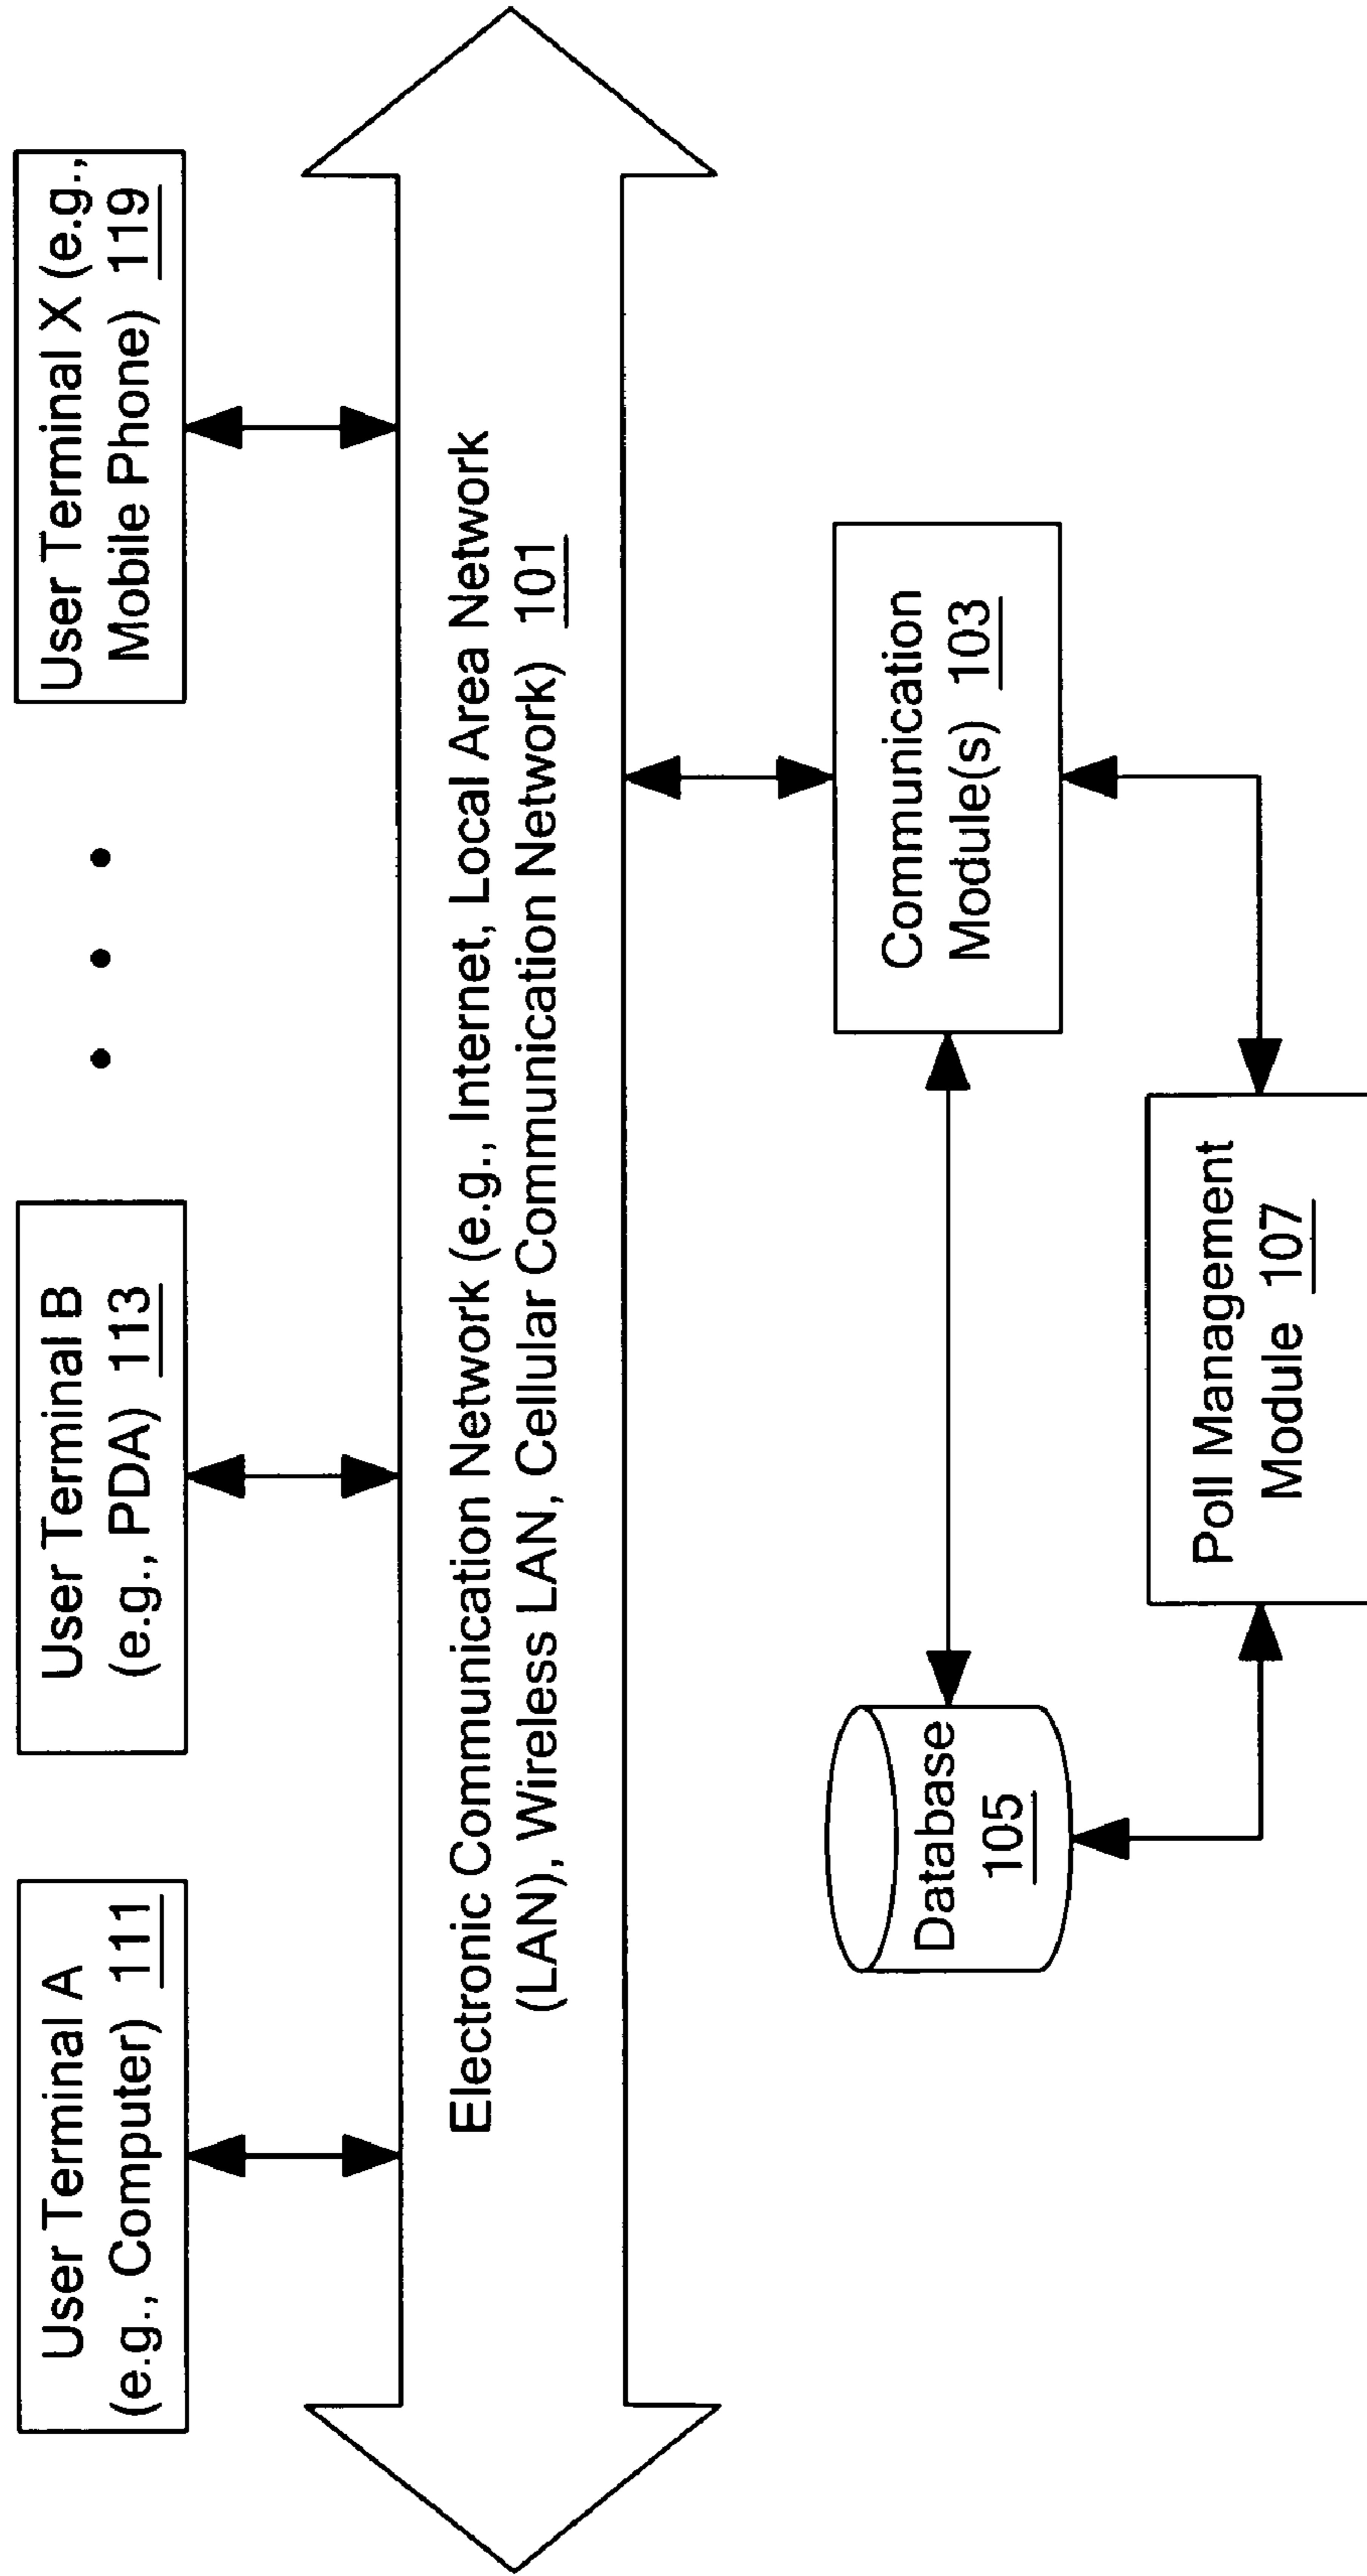 User Terminal A
(e.g., Computer) 111
User Terminal B
(e.g., PDA) 113
User Terminal X (e.g.,
Mobile Phone) 119
Electronic Communication Network (e.g., Internet, Local Area Network
(LAN), Wireless LAN, Cellular Communication Network) 101
Communication
Module(s) 103
Database
105
Poll Management
Module 107